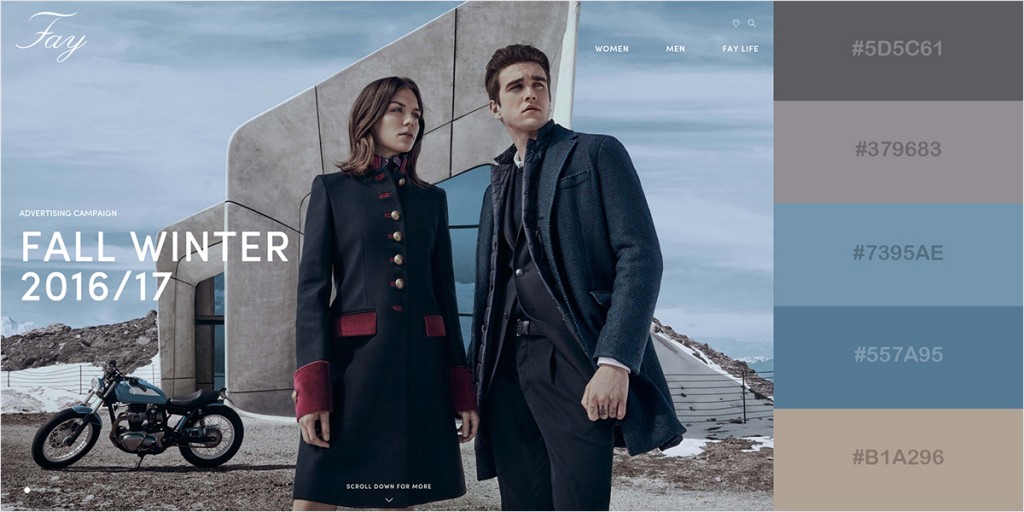 Fay
WOMEN
MEN
FAY LIFE
ADVERTISING CAMPAIGN
FALL WINTER
2016/17
SCROLL DOWN FOR MORE
#5D5C61
#379683
#7395AE
#557A95
#B1A296